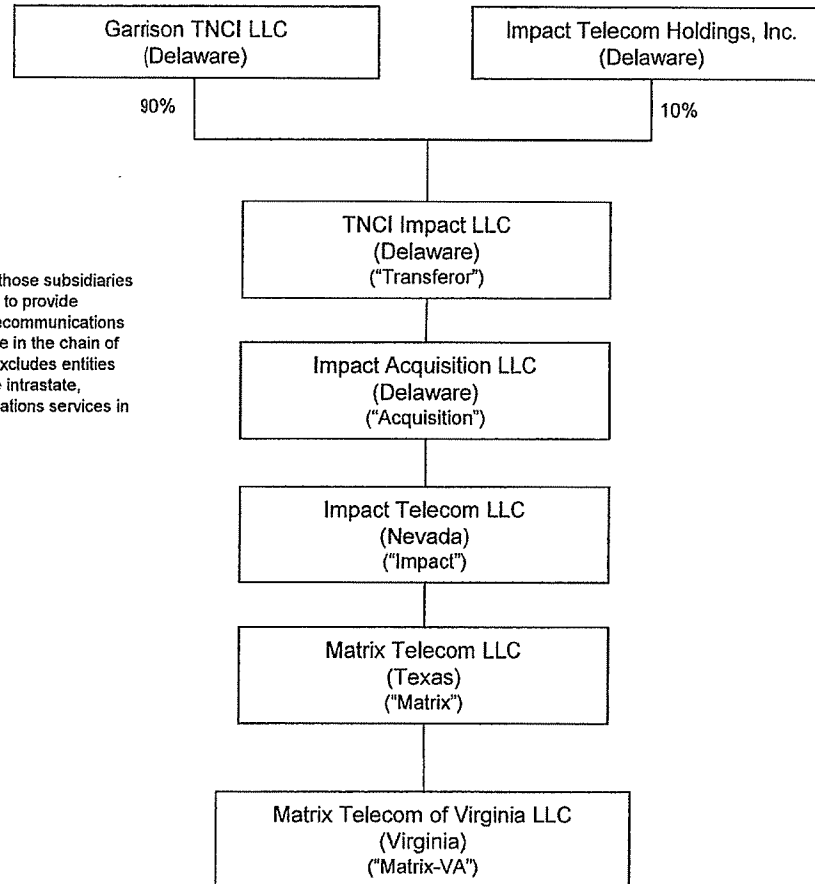 Garrison TNCI LLC
(Delaware)
Impact Telecom Holdings, Inc.
(Delaware)
90%
10%
TNCI Impact LLC
(Delaware)
("Transferor")
those subsidiaries
to provide
ecommunications
e in the chain of
xcludes entities
e intrastate,
ations services in
Impact Acquisition LLC
(Delaware)
("Acquisition")
Impact Telecom LLC
(Nevada)
("Impact")
Matrix Telecom LLC
(Texas)
("Matrix")
Matrix Telecom of Virginia LLC
(Virginia)
("Matrix-VA")